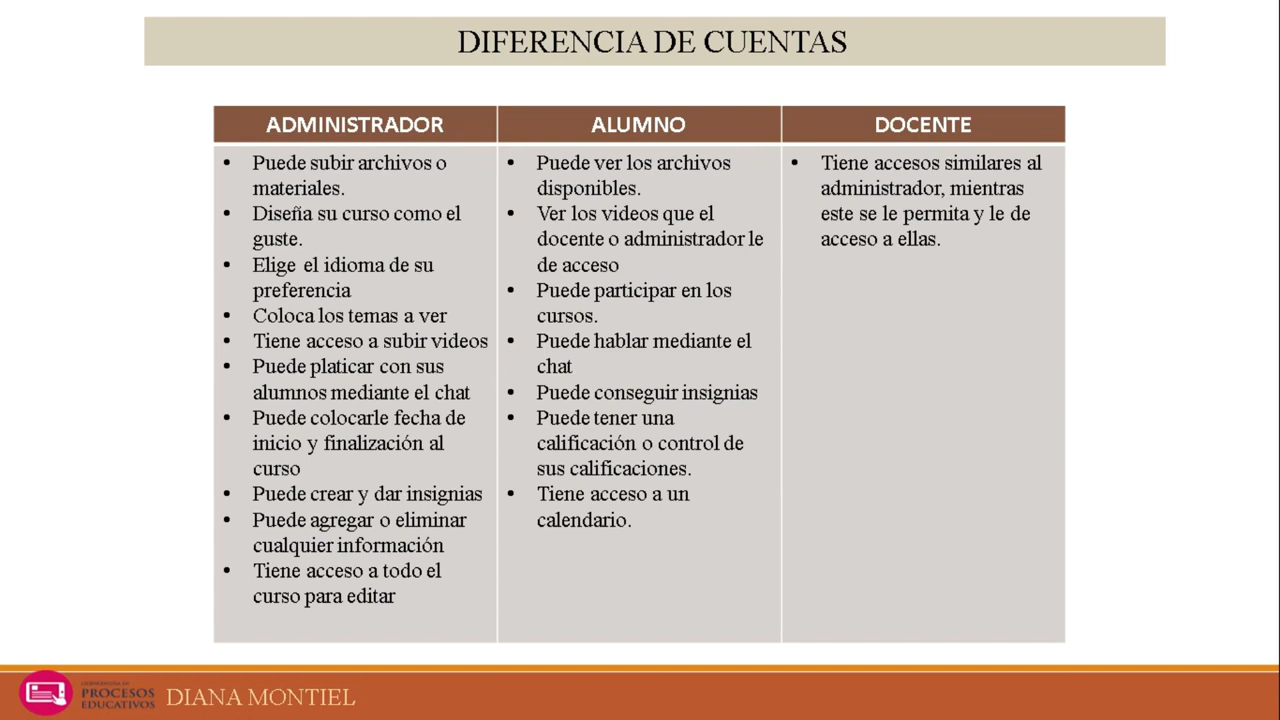 DIFERENCIA DE CUENTAS
ADMINISTRADOR
• Puede subir archivos o
materiales.
• Diseña su curso como el
guste.
• Elige el idioma de su
preferencia
• Coloca los temas a ver
• Tiene acceso a subir videos
• Puede platicar con sus
alumnos mediante el chat
• Puede colocarle fecha de
inicio y finalización al
curso
• Puede crear y dar insignias
• Puede agregar o eliminar
cualquier información
• Tiene acceso a todo el
curso para editar
ALUMNO
• Puede ver los archivos
disponibles.
• Ver los videos que el
docente o administrador le
de acceso
• Puede participar en los
cursos.
• Puede hablar mediante el
chat
• Puede conseguir insignias
• Puede tener una
calificación o control de
sus calificaciones.
• Tiene acceso a un
calendario.
DOCENTE
• Tiene accesos similares al
administrador, mientras
este se le permita y le de
acceso a ellas.
PROCESOS
EDUCATIVOS
DIANA MONTIEL